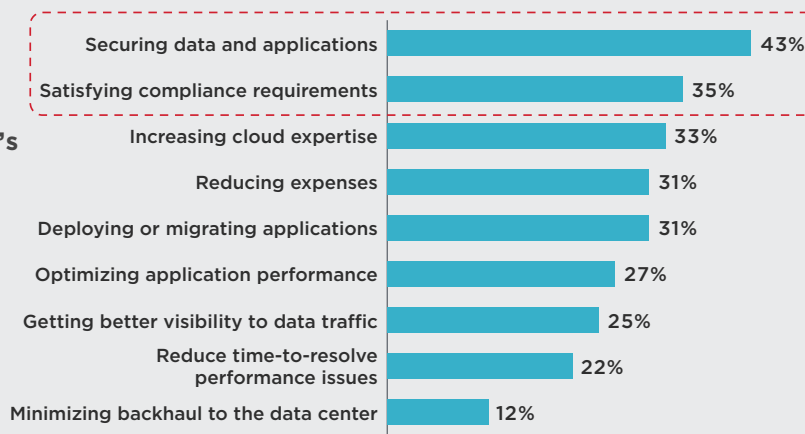 Securing data and applications 43%
Satisfying compliance requirements 35%
's
Increasing cloud expertise 33%
Reducing expenses 31%
Deploying or migrating applications 31%
Optimizing application performance 27%
Getting better visibility to data traffic 25%
Reduce time-to-resolve
performance issues 22%
Minimizing backhaul to the data center 12%